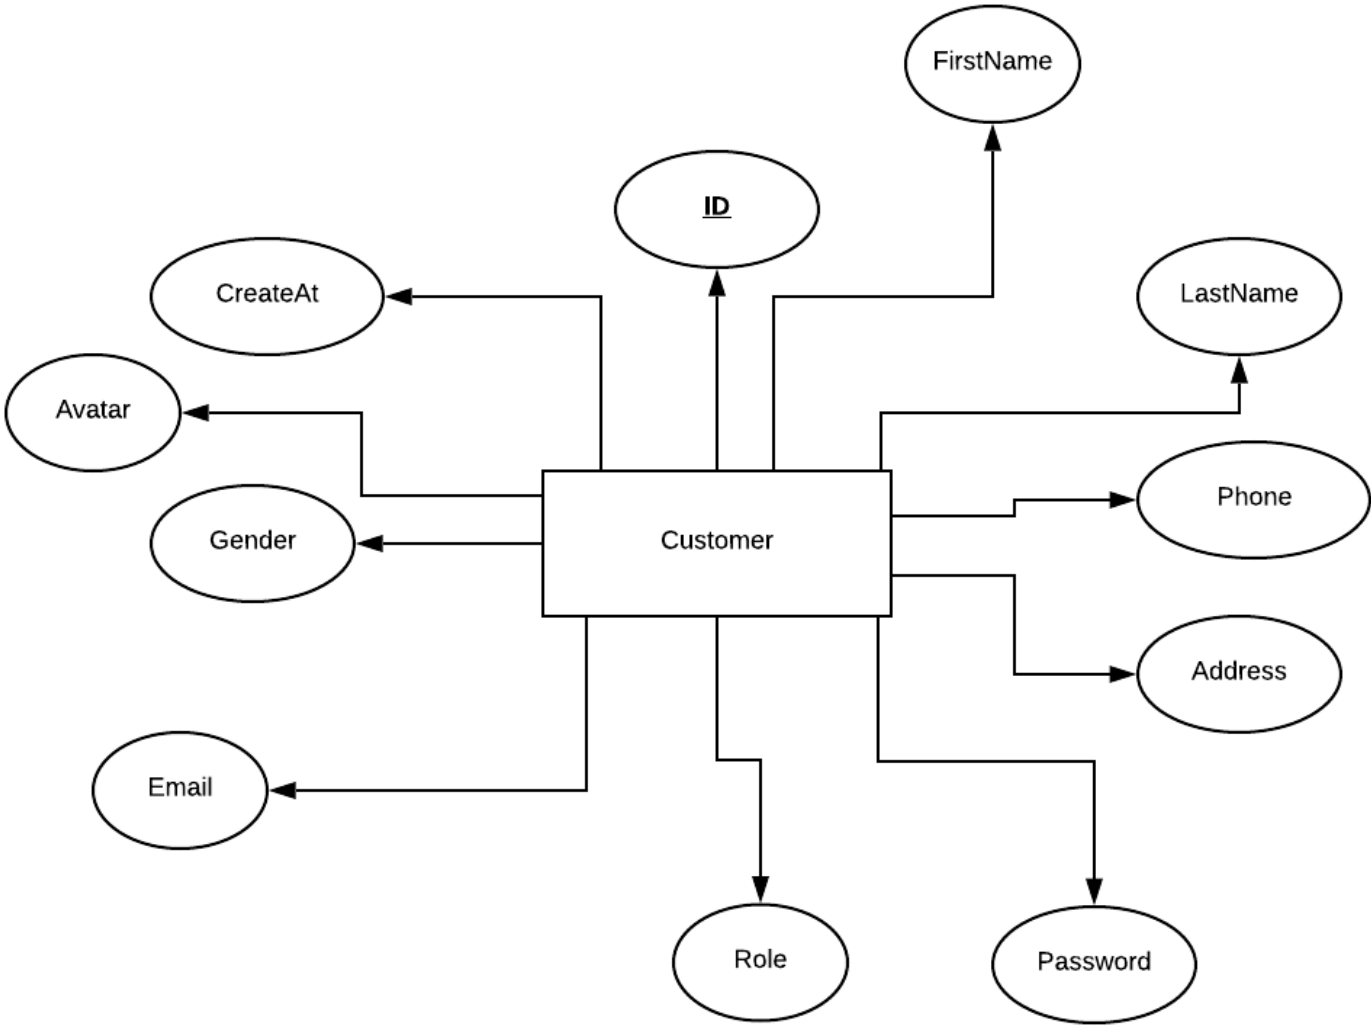 FirstName
ID
CreateAt
LastName
Avatar
Phone
Gender
Customer
Address
Email
Role
Password